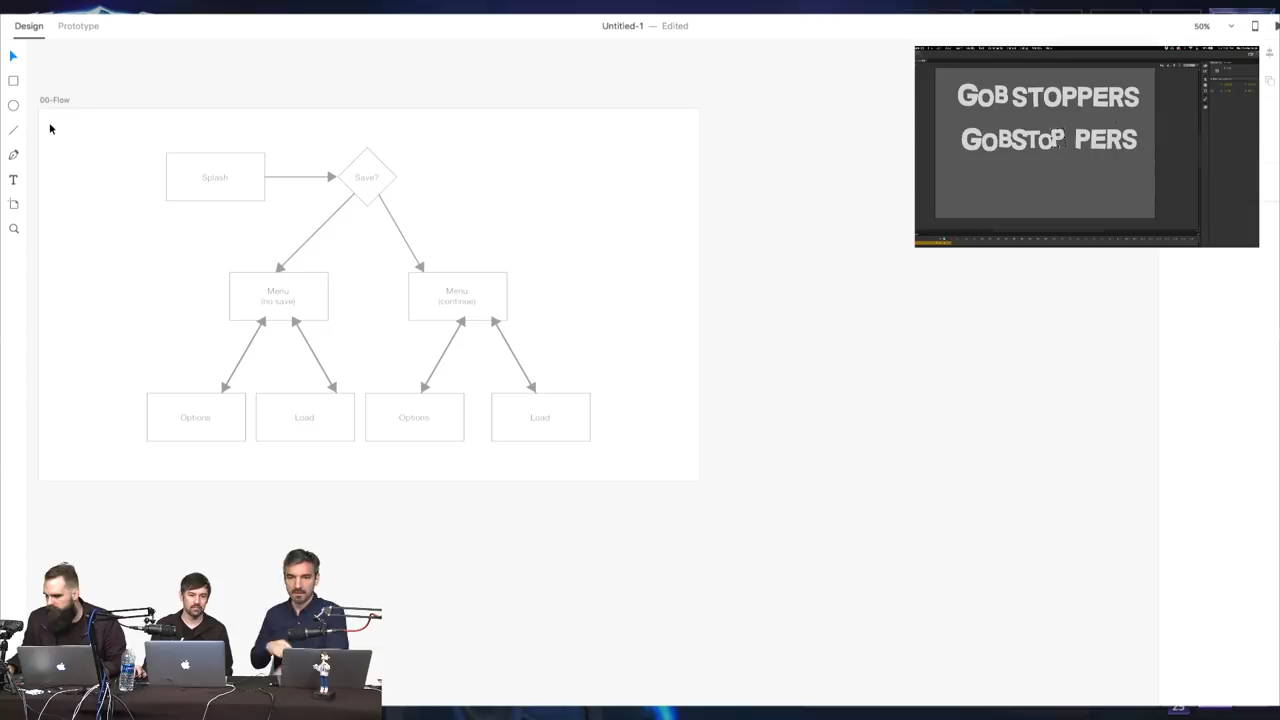 Design Prototype
Untitled-1 — Edited
50%
00-Flow
Splash
Save?
Menu
(no save)
Menu
(continue)
Options
Load
Options
Load
GOB STOPPERS
GOBSTOP PERS
23